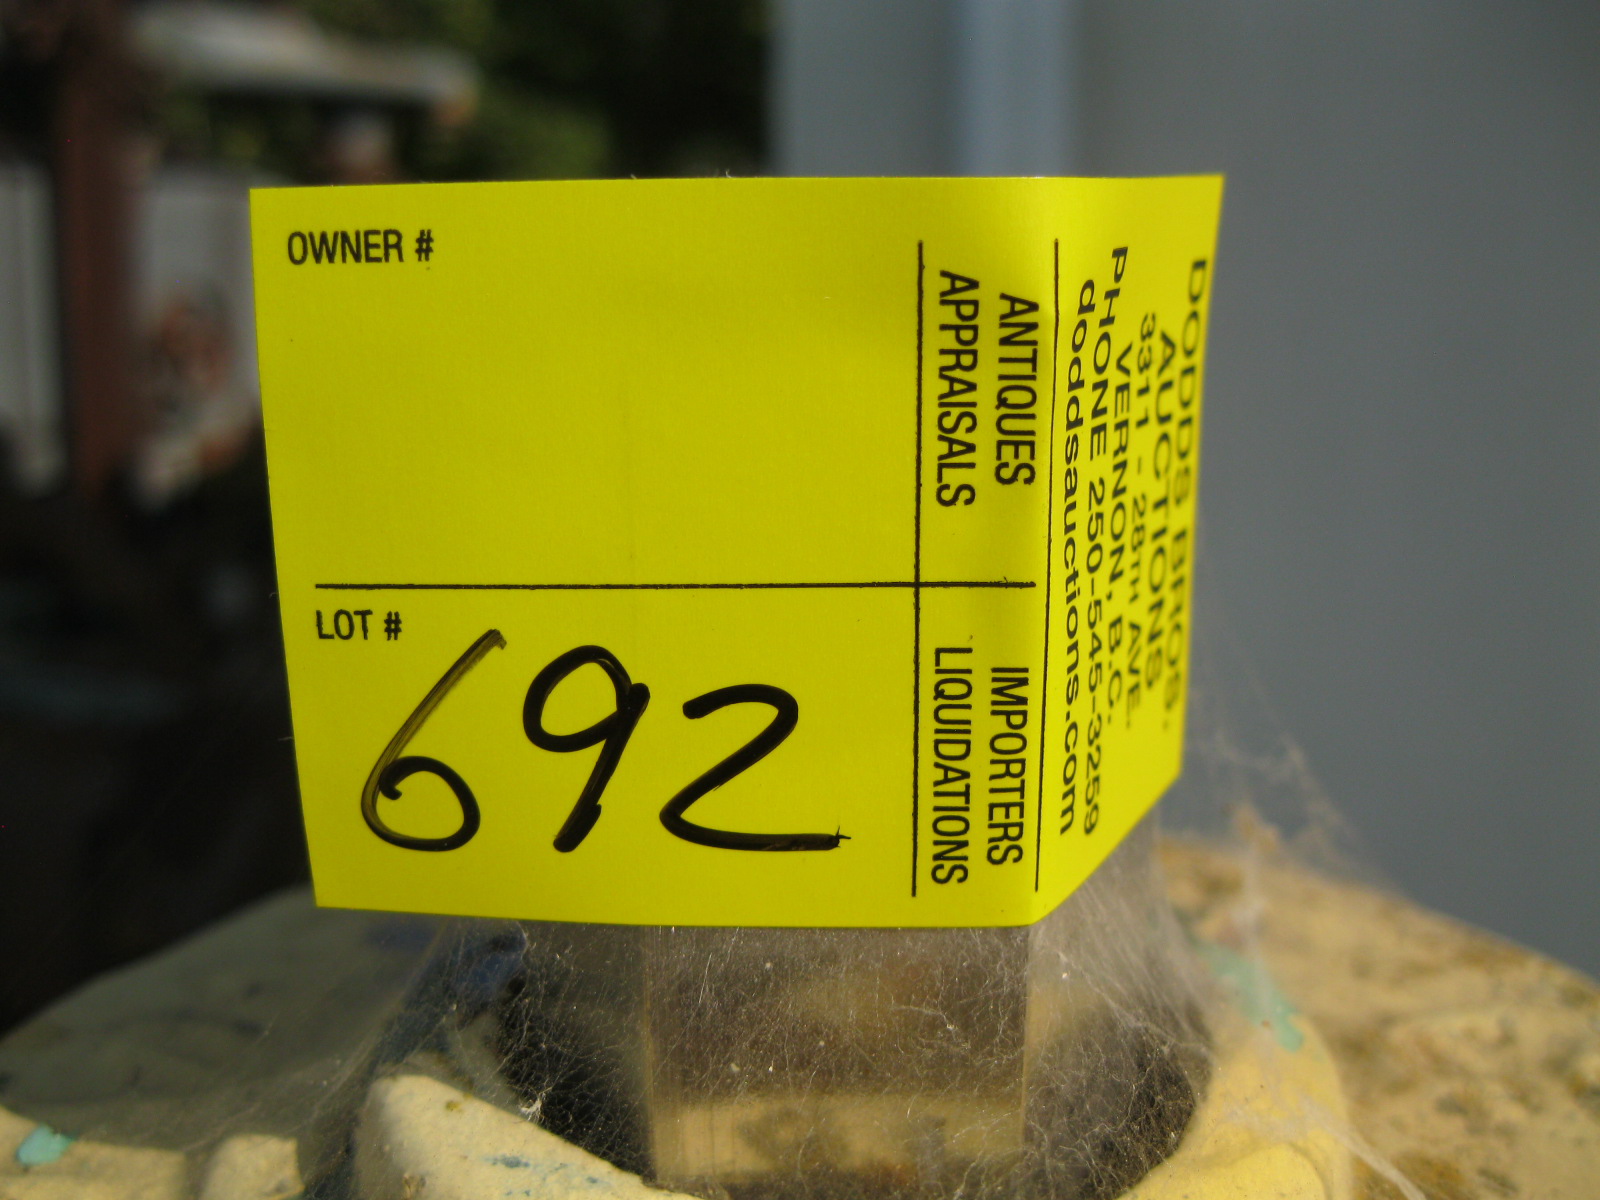 OWNER #
LOT #
692
ANTIQUES
APPRAISALS
IMPORTERS
LIQUIDATIONS
DODDS BROS.
AUCTIONS
3311 - 28TH AVE.
VERNON, B.C.
PHONE 250-545-3259
doddsauctions.com